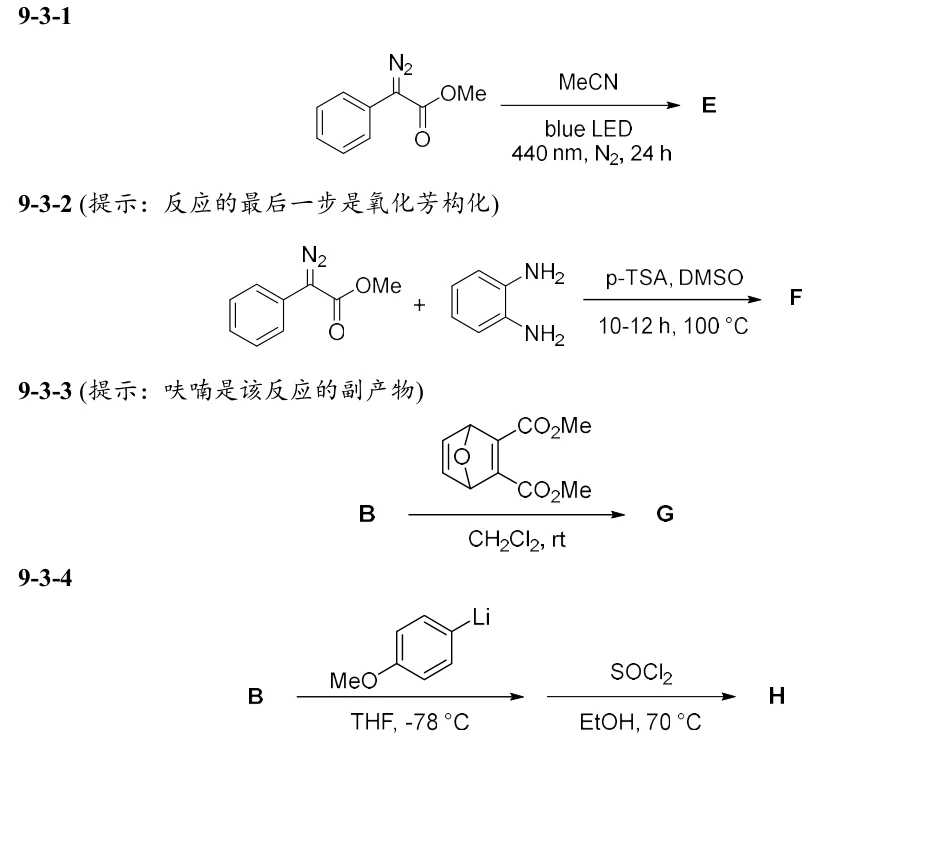 9-3-1
N2
OMe
O
MeCN
blue LED
440 nm, N2, 24 h
E
9-3-2 (提示：反应的最后一步是氧化芳构化)
N2
OMe
O
+
NH2
NH2
p-TSA, DMSO
10-12 h, 100 °C
F
9-3-3 (提示：呋喃是该反应的副产物)
B
O
CO2Me
CO2Me
CH2Cl2, rt
G
9-3-4
B
Li
MeO
THF, -78 °C
SOCl2
EtOH, 70 °C
H